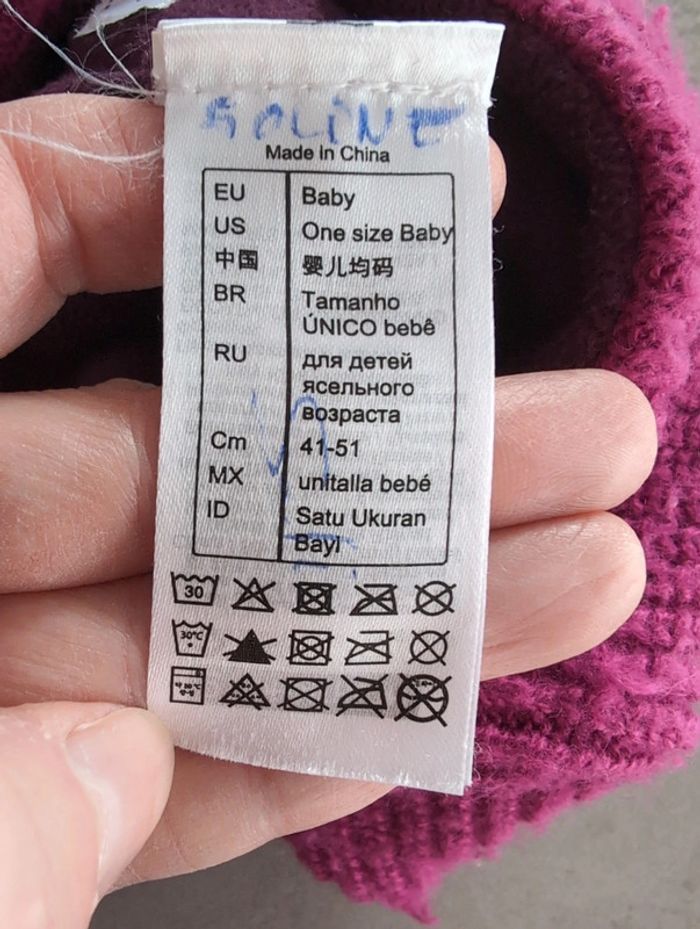 SOLINE
Made In China
EU Baby
US One size Baby
中国 婴儿均码
BR Tamanho
ÚNICO bebê
RU для детей
ясельного
возраста
Cm 41-51
MX unitalla bebé
ID Satu Ukuran
Bayi
30
30°C